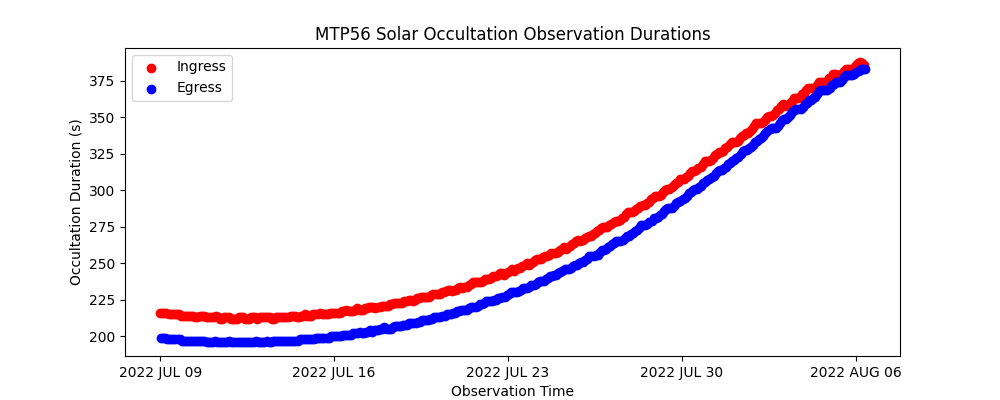 MTP56 Solar Occultation Observation Durations
Ingress
Egress
Occultation Duration (s)
375
350
325
300
275
250
225
200
2022 JUL 09
2022 JUL 16
2022 JUL 23
2022 JUL 30
2022 AUG 06
Observation Time